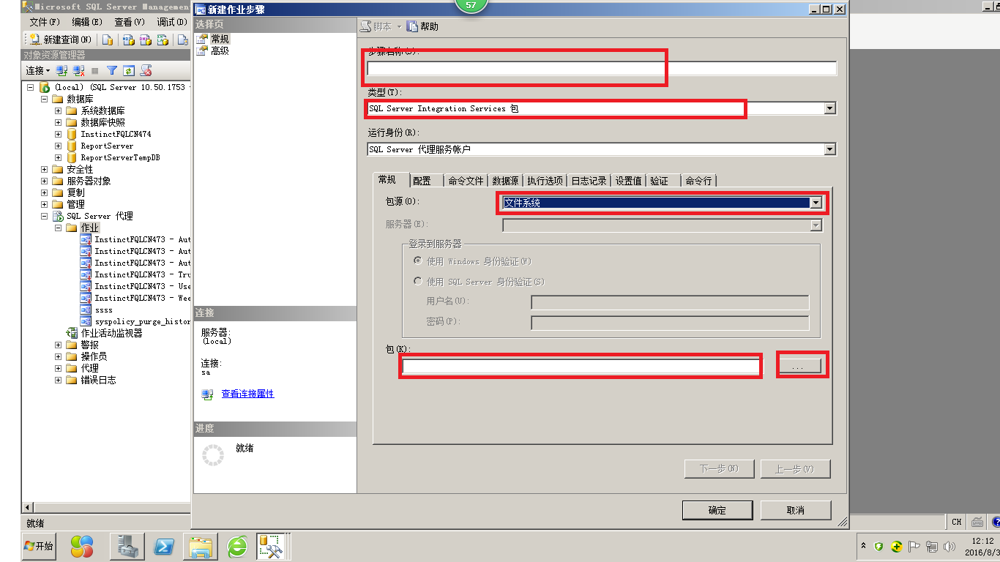 Microsoft SQL Server Management
文件(F) 编辑(E) 查看(V) 调试(D)
新建查询(N)
对象资源管理器
连接
(local) (SQL Server 10.50.1753 -
数据库
系统数据库
数据库快照
InstinctFQLCN474
ReportServer
ReportServerTempDB
安全性
服务器对象
复制
管理
SQL Server 代理
作业
InstinctFQLCN473 - Aut
InstinctFQLCN473 - Aut
InstinctFQLCN473 - Aut
InstinctFQLCN473 - Tru
InstinctFQLCN473 - Use
InstinctFQLCN473 - Wee
ssss
syspolicy_purge_histor
作业活动监视器
警报
操作员
代理
错误日志
就绪
新建作业步骤
57
选择页
常规
高级
连接
服务器:
(local)
连接:
sa
查看连接属性
进度
就绪
脚本 帮助
步骤名称(S):
类型(T):
SQL Server Integration Services 包
运行身份(R):
SQL Server 代理服务帐户
常规 配置 命令文件 数据源 执行选项 日志记录 设置值 验证 命令行
包源(O): 文件系统
服务器(E):
登录到服务器
使用 Windows 身份验证(W)
使用 SQL Server 身份验证(S)
用户名(U):
密码(P):
包(K):
...
下一步(N) 上一步(V)
确定 取消
CH
开始
12:12
2016/8/3